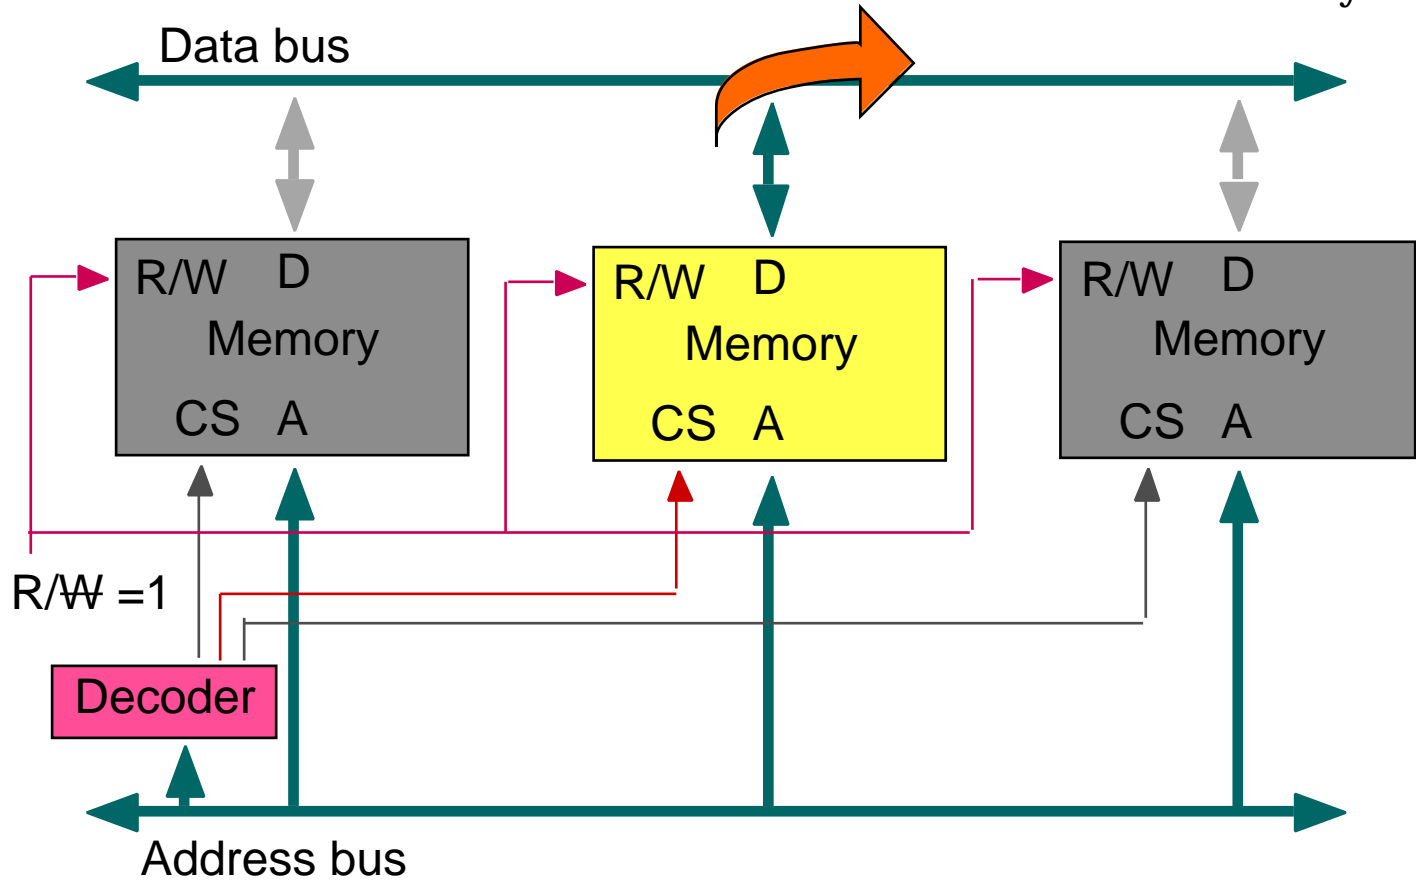 Data bus
R/W D
Memory
CS A
R/W D
Memory
CS A
R/W D
Memory
CS A
R/W =1
Decoder
Address bus